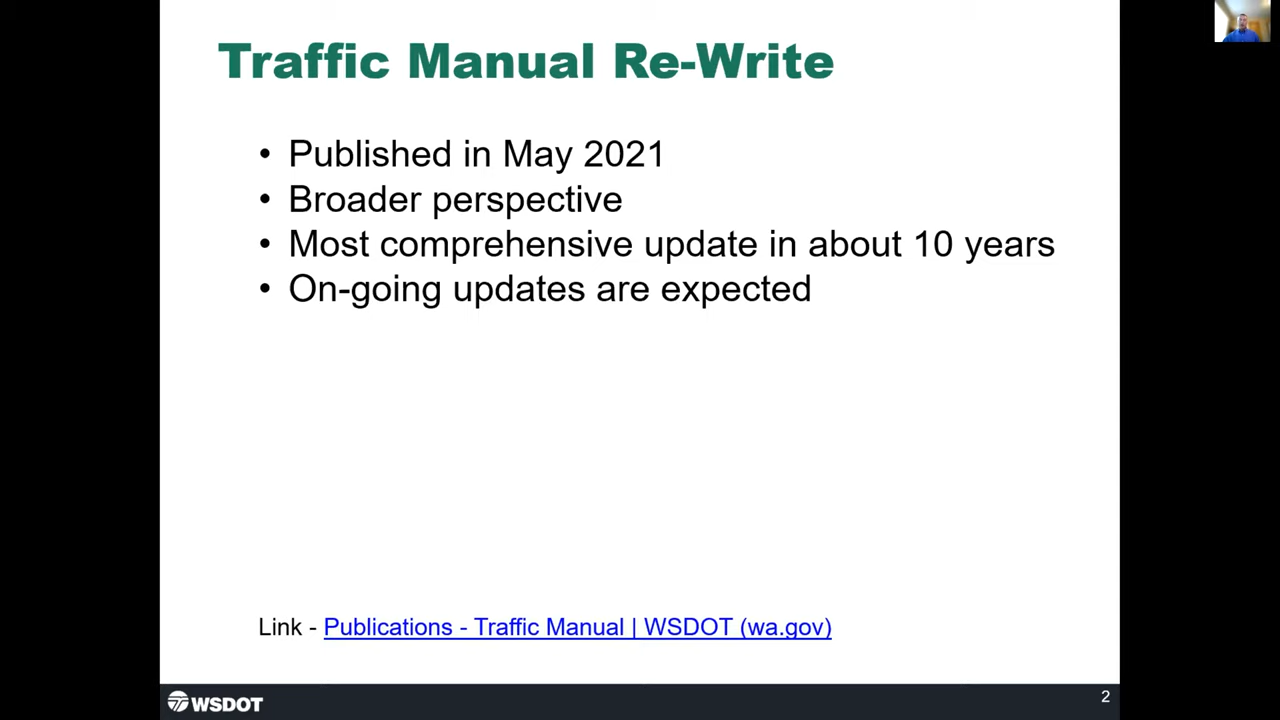 Traffic Manual Re-Write
• Published in May 2021
• Broader perspective
• Most comprehensive update in about 10 years
• On-going updates are expected
Link - Publications - Traffic Manual | WSDOT (wa.gov)
WSDOT
2